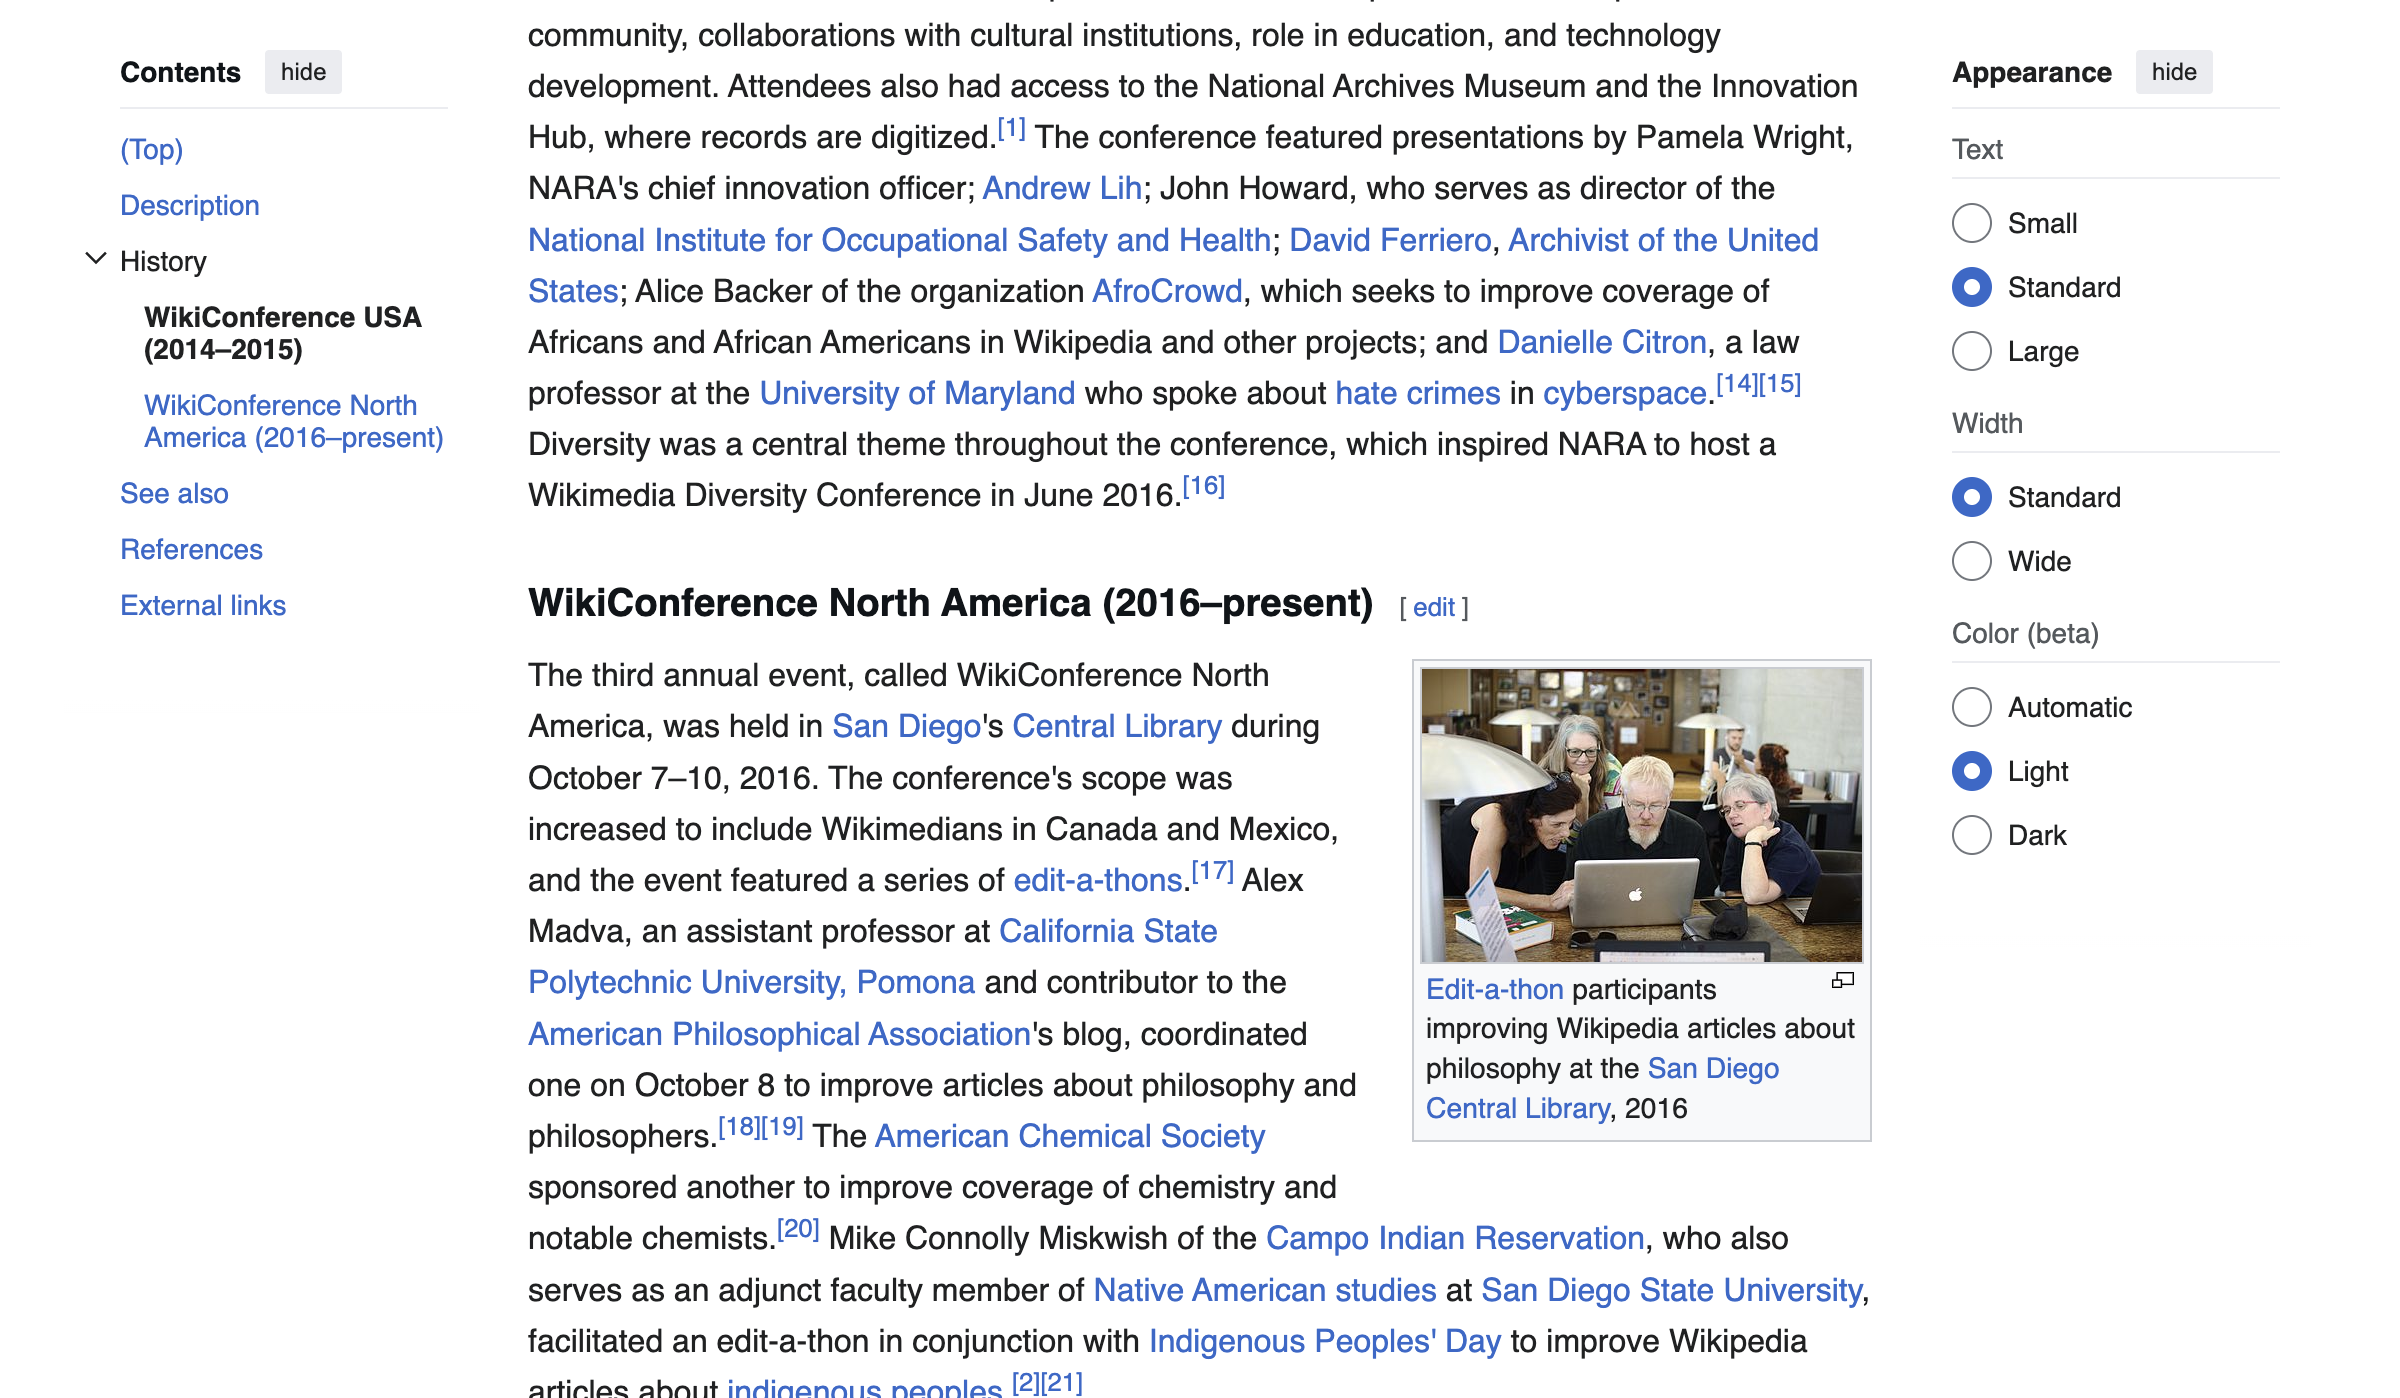 Contents hide
(Top)
Description
History
WikiConference USA
(2014–2015)
WikiConference North
America (2016–present)
See also
References
External links
community, collaborations with cultural institutions, role in education, and technology
development. Attendees also had access to the National Archives Museum and the Innovation
Hub, where records are digitized.[1] The conference featured presentations by Pamela Wright,
NARA's chief innovation officer; Andrew Lih; John Howard, who serves as director of the
National Institute for Occupational Safety and Health; David Ferriero, Archivist of the United
States; Alice Backer of the organization AfroCrowd, which seeks to improve coverage of
Africans and African Americans in Wikipedia and other projects; and Danielle Citron, a law
professor at the University of Maryland who spoke about hate crimes in cyberspace.[14][15]
Diversity was a central theme throughout the conference, which inspired NARA to host a
Wikimedia Diversity Conference in June 2016.[16]
WikiConference North America (2016–present) [ edit ]
The third annual event, called WikiConference North
America, was held in San Diego's Central Library during
October 7–10, 2016. The conference's scope was
increased to include Wikimedians in Canada and Mexico,
and the event featured a series of edit-a-thons.[17] Alex
Madva, an assistant professor at California State
Polytechnic University, Pomona and contributor to the
American Philosophical Association's blog, coordinated
one on October 8 to improve articles about philosophy and
philosophers.[18][19] The American Chemical Society
sponsored another to improve coverage of chemistry and
notable chemists.[20] Mike Connolly Miskwish of the Campo Indian Reservation, who also
serves as an adjunct faculty member of Native American studies at San Diego State University,
facilitated an edit-a-thon in conjunction with Indigenous Peoples' Day to improve Wikipedia
articles about indigenous peoples.[2][21]
Edit-a-thon participants
improving Wikipedia articles about
philosophy at the San Diego
Central Library, 2016
Appearance hide
Text
Small
Standard
Large
Width
Standard
Wide
Color (beta)
Automatic
Light
Dark